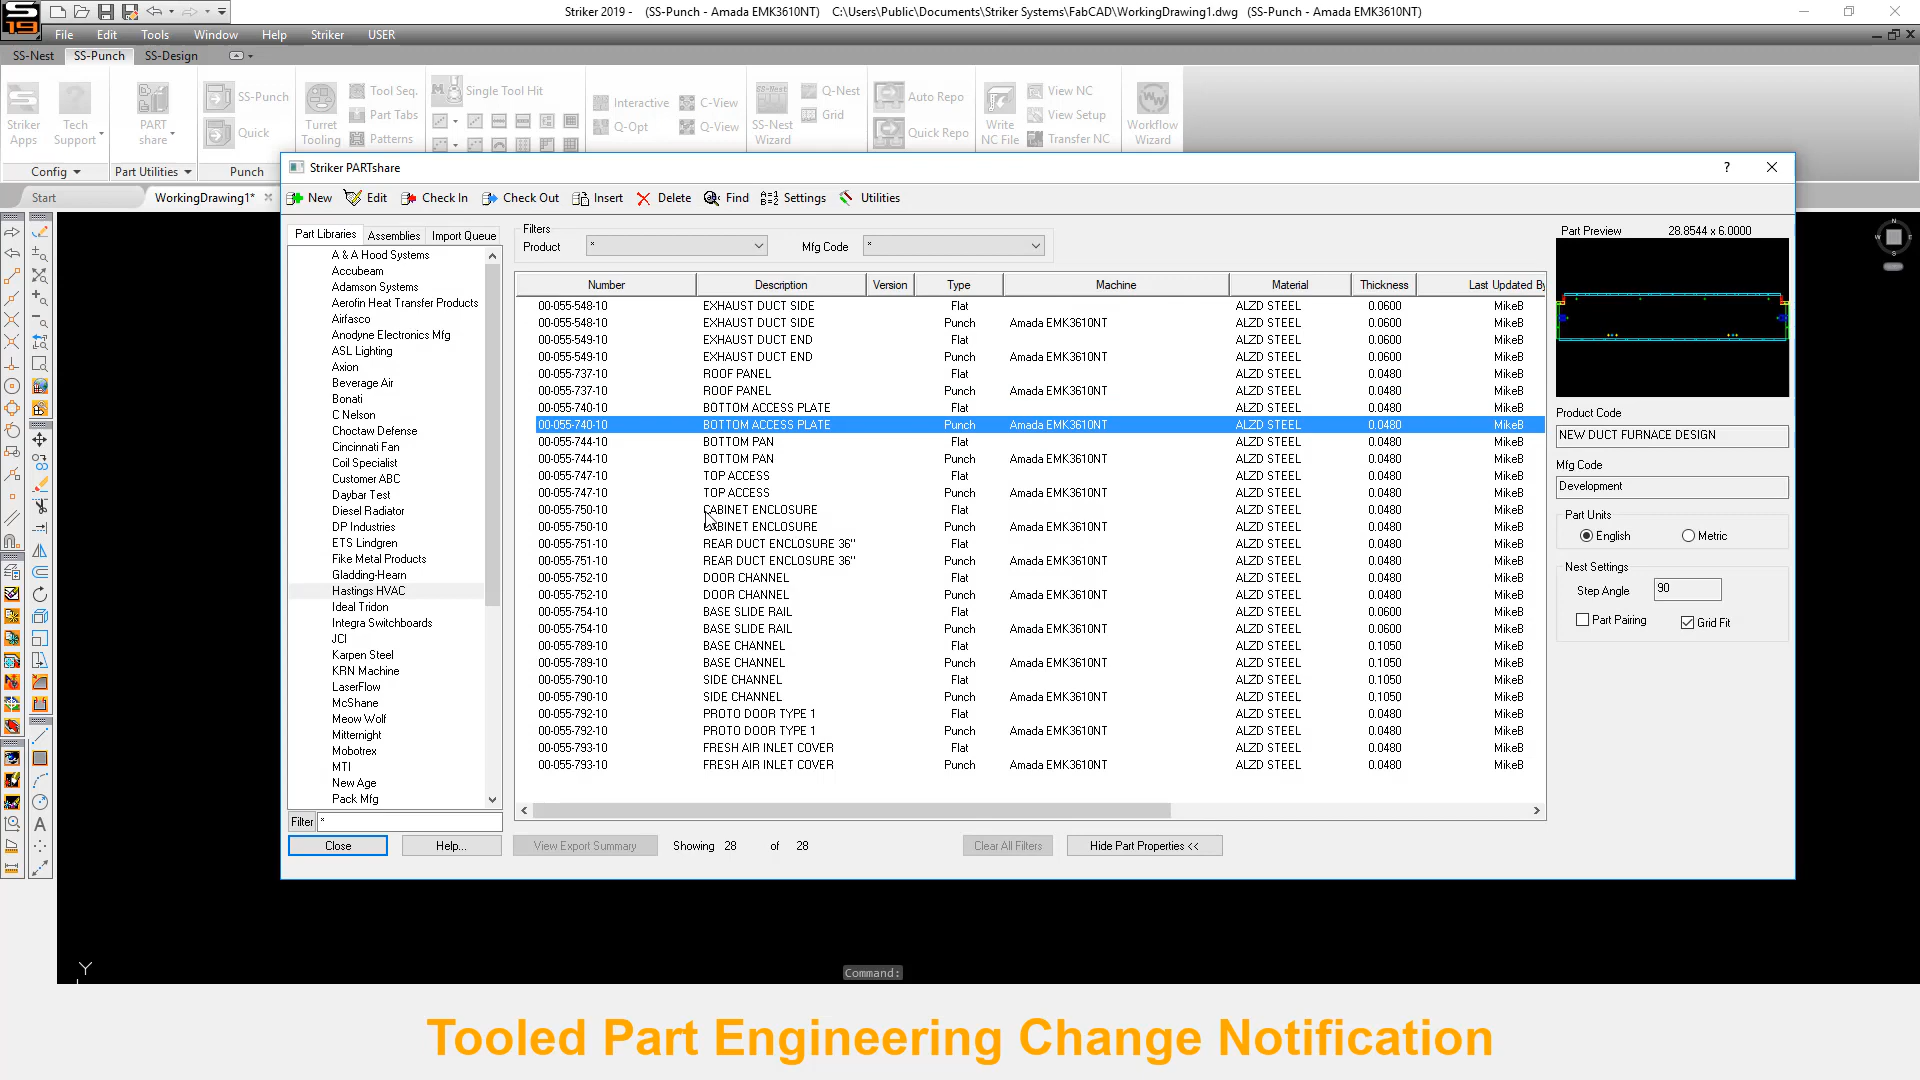 S 19
Striker 2019 - (SS-Punch - Amada EMK3610NT) C:\Users\Public\Documents\Striker Systems\FabCAD\WorkingDrawing1.dwg (SS-Punch - Amada EMK3610NT)
File Edit Tools Window Help Striker USER
SS-Nest SS-Punch SS-Design
Striker Apps
Tech Support
PART share
SS-Punch
Quick
Turret Tooling
Tool Seq.
Part Tabs
Patterns
Single Tool Hit
Interactive
Q-Opt
C-View
Q-View
SS-Nest Wizard
Q-Nest
Grid
Auto Repo
Quick Repo
Write NC File
View NC
View Setup
Transfer NC
Workflow Wizard
Config Part Utilities Punch
Start WorkingDrawing1*
Striker PARTshare
New Edit Check In Check Out Insert Delete Find Settings Utilities
Part Libraries Assemblies Import Queue
A & A Hood Systems
Accubeam
Adamson Systems
Aerofin Heat Transfer Products
Airfasco
Anodyne Electronics Mfg
ASL Lighting
Axion
Beverage Air
Bonati
C Nelson
Choctaw Defense
Cincinnati Fan
Coil Specialist
Customer ABC
Daybar Test
Diesel Radiator
DP Industries
ETS Lindgren
Fike Metal Products
Gladding-Hearn
Hastings HVAC
Ideal Tridon
Integra Switchboards
JCI
Karpen Steel
KRN Machine
LaserFlow
McShane
Meow Wolf
Mitternight
Mobotrex
MTI
New Age
Pack Mfg
Filter *
Filters
Product * Mfg Code *
Number Description Version Type Machine Material Thickness Last Updated By
00-055-548-10 EXHAUST DUCT SIDE Flat ALZD STEEL 0.0600 MikeB
00-055-548-10 EXHAUST DUCT SIDE Punch Amada EMK3610NT ALZD STEEL 0.0600 MikeB
00-055-549-10 EXHAUST DUCT END Flat ALZD STEEL 0.0600 MikeB
00-055-549-10 EXHAUST DUCT END Punch Amada EMK3610NT ALZD STEEL 0.0600 MikeB
00-055-737-10 ROOF PANEL Flat ALZD STEEL 0.0480 MikeB
00-055-737-10 ROOF PANEL Punch Amada EMK3610NT ALZD STEEL 0.0480 MikeB
00-055-740-10 BOTTOM ACCESS PLATE Flat ALZD STEEL 0.0480 MikeB
00-055-740-10 BOTTOM ACCESS PLATE Punch Amada EMK3610NT ALZD STEEL 0.0480 MikeB
00-055-744-10 BOTTOM PAN Flat ALZD STEEL 0.0480 MikeB
00-055-744-10 BOTTOM PAN Punch Amada EMK3610NT ALZD STEEL 0.0480 MikeB
00-055-747-10 TOP ACCESS Flat ALZD STEEL 0.0480 MikeB
00-055-747-10 TOP ACCESS Punch Amada EMK3610NT ALZD STEEL 0.0480 MikeB
00-055-750-10 CABINET ENCLOSURE Flat ALZD STEEL 0.0480 MikeB
00-055-750-10 CABINET ENCLOSURE Punch Amada EMK3610NT ALZD STEEL 0.0480 MikeB
00-055-751-10 REAR DUCT ENCLOSURE 36" Flat ALZD STEEL 0.0480 MikeB
00-055-751-10 REAR DUCT ENCLOSURE 36" Punch Amada EMK3610NT ALZD STEEL 0.0480 MikeB
00-055-752-10 DOOR CHANNEL Flat ALZD STEEL 0.0480 MikeB
00-055-752-10 DOOR CHANNEL Punch Amada EMK3610NT ALZD STEEL 0.0480 MikeB
00-055-754-10 BASE SLIDE RAIL Flat ALZD STEEL 0.0600 MikeB
00-055-754-10 BASE SLIDE RAIL Punch Amada EMK3610NT ALZD STEEL 0.0600 MikeB
00-055-789-10 BASE CHANNEL Flat ALZD STEEL 0.1050 MikeB
00-055-789-10 BASE CHANNEL Punch Amada EMK3610NT ALZD STEEL 0.1050 MikeB
00-055-790-10 SIDE CHANNEL Flat ALZD STEEL 0.1050 MikeB
00-055-790-10 SIDE CHANNEL Punch Amada EMK3610NT ALZD STEEL 0.1050 MikeB
00-055-792-10 PROTO DOOR TYPE 1 Flat ALZD STEEL 0.0480 MikeB
00-055-792-10 PROTO DOOR TYPE 1 Punch Amada EMK3610NT ALZD STEEL 0.0480 MikeB
00-055-793-10 FRESH AIR INLET COVER Flat ALZD STEEL 0.0480 MikeB
00-055-793-10 FRESH AIR INLET COVER Punch Amada EMK3610NT ALZD STEEL 0.0480 MikeB
Part Preview 28.8544 x 6.0000
Product Code
NEW DUCT FURNACE DESIGN
Mfg Code
Development
Part Units
English Metric
Nest Settings
Step Angle 90
Part Pairing Grid Fit
Close Help... View Export Summary Showing 28 of 28 Clear All Filters Hide Part Properties <<
Y
Command:
Tooled Part Engineering Change Notification